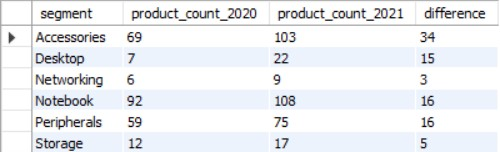 segment product_count_2020 product_count_2021 difference
Accessories 69 103 34
Desktop 7 22 15
Networking 6 9 3
Notebook 92 108 16
Peripherals 59 75 16
Storage 12 17 5